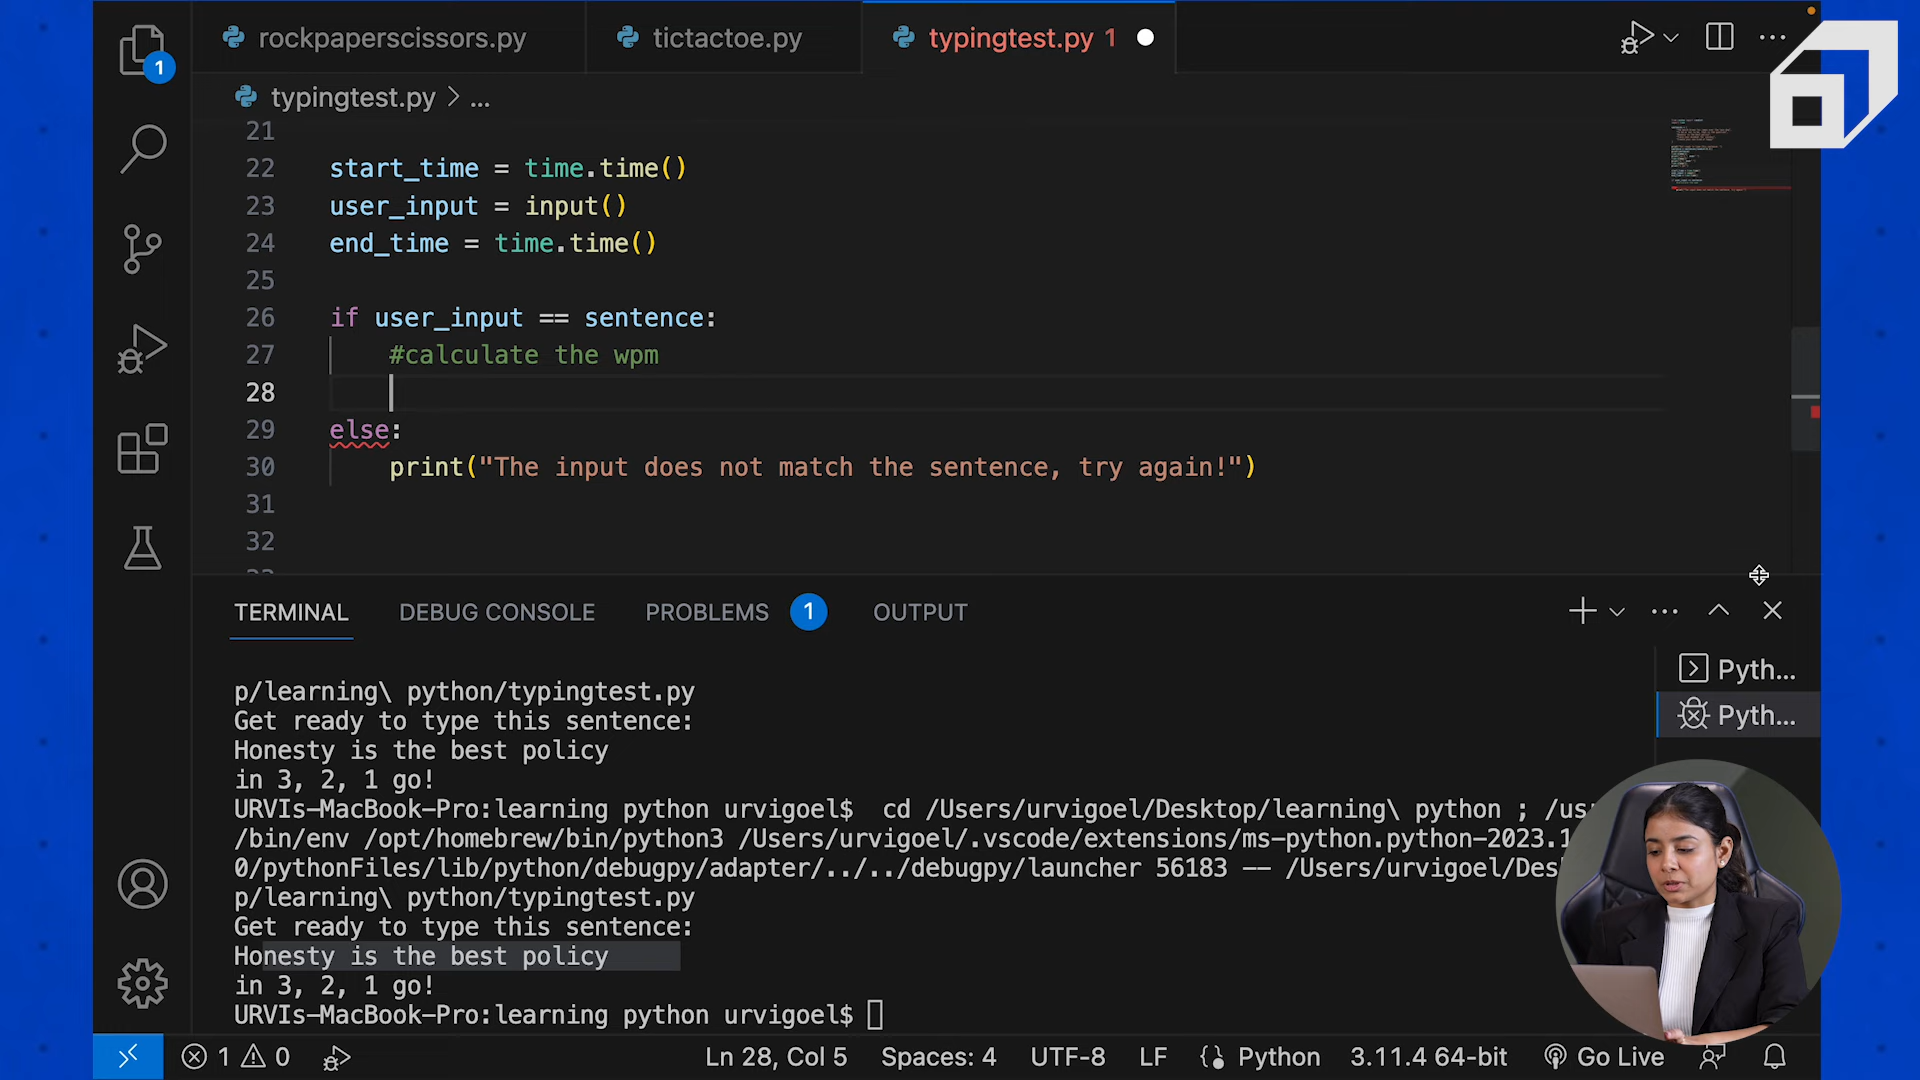 1
rockpaperscissors.py
tictactoe.py
typingtest.py 1
typingtest.py > ...
21
22 start_time = time.time()
23 user_input = input()
24 end_time = time.time()
25
26 if user_input == sentence:
27 #calculate the wpm
28
29 else:
30 print("The input does not match the sentence, try again!")
31
32
TERMINAL DEBUG CONSOLE PROBLEMS 1 OUTPUT
Pyth...
Pyth...
p/learning\ python/typingtest.py
Get ready to type this sentence:
Honesty is the best policy
in 3, 2, 1 go!
URVIs-MacBook-Pro:learning python urvigoel$  cd /Users/urvigoel/Desktop/learning\ python ; /us
/bin/env /opt/homebrew/bin/python3 /Users/urvigoel/.vscode/extensions/ms-python.python-2023.1
0/pythonFiles/lib/python/debugpy/adapter/../../debugpy/launcher 56183 -- /Users/urvigoel/Des
p/learning\ python/typingtest.py
Get ready to type this sentence:
Honesty is the best policy
in 3, 2, 1 go!
URVIs-MacBook-Pro:learning python urvigoel$
1 0 Ln 28, Col 5 Spaces: 4 UTF-8 LF Python 3.11.4 64-bit Go Live